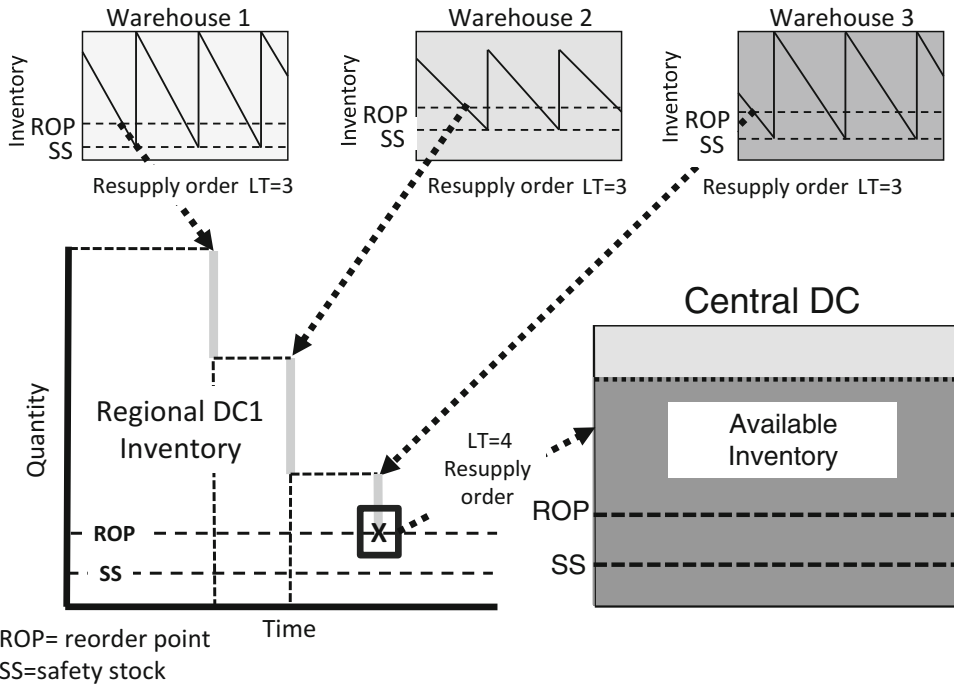 Warehouse 1
Warehouse 2
Warehouse 3
Inventory
ROP
SS
Inventory
ROP
SS
Inventory
ROP
SS
Resupply order LT=3
Resupply order LT=3
Resupply order LT=3
Quantity
Regional DC1
Inventory
ROP
SS
X
Time
LT=4
Resupply
order
Central DC
Available
Inventory
ROP
SS
ROP= reorder point
SS=safety stock